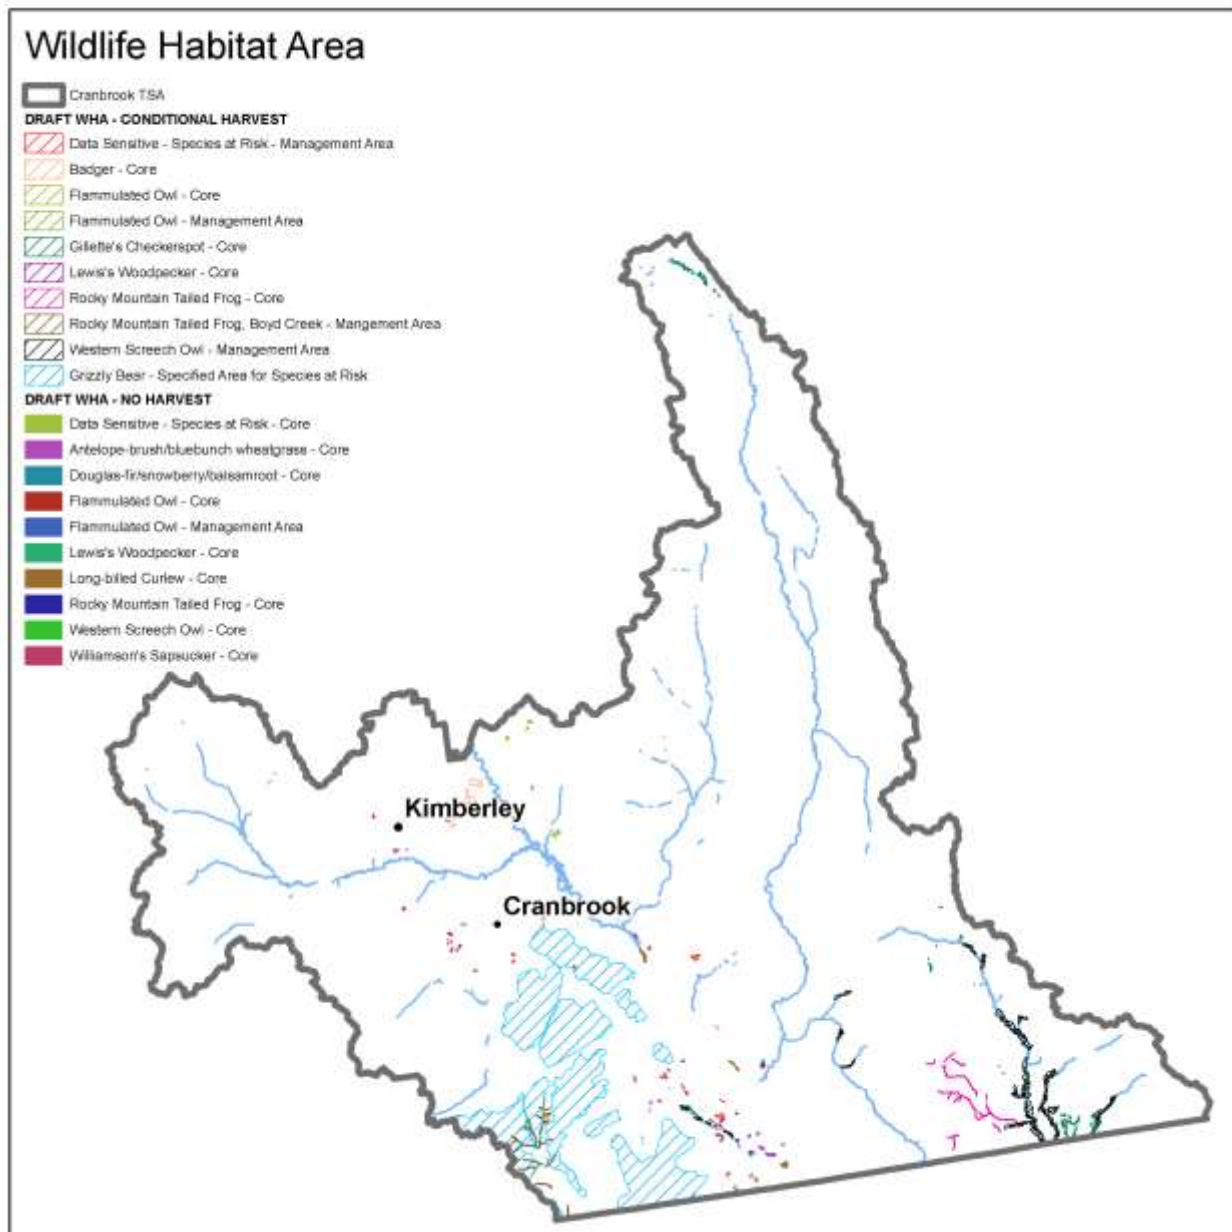 Wildlife Habitat Area
Cranbrook TSA
DRAFT WHA - CONDITIONAL HARVEST
Data Sensitive - Species at Risk - Management Area
Badger - Core
Flammulated Owl - Core
Flammulated Owl - Management Area
Gillette's Checkerspot - Core
Lewis's Woodpecker - Core
Rocky Mountain Tailed Frog - Core
Rocky Mountain Tailed Frog, Boyd Creek - Mangement Area
Western Screech Owl - Management Area
Grizzly Bear - Specified Area for Species at Risk
DRAFT WHA - NO HARVEST
Data Sensitive - Species at Risk - Core
Antelope-brush/bluebunch wheatgrass - Core
Douglas-fir/snowberry/balsamroot - Core
Flammulated Owl - Core
Flammulated Owl - Management Area
Lewis's Woodpecker - Core
Long-billed Curlew - Core
Rocky Mountain Tailed Frog - Core
Western Screech Owl - Core
Williamson's Sapsucker - Core
Kimberley
Cranbrook